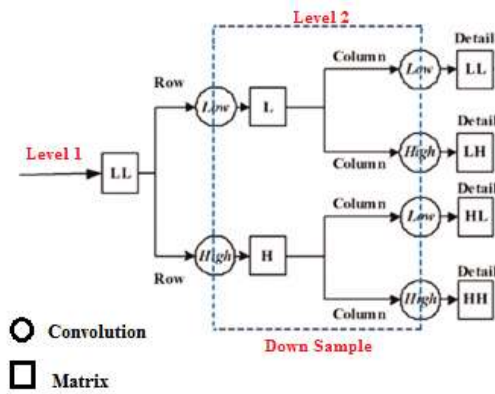 Level 2
Detail
Column
Low
LL
Row
Low
L
Detail
Level 1
LL
Column
High
LH
Detail
Column
Low
HL
High
H
Row
Detail
Column
High
HH
Convolution
Down Sample
Matrix